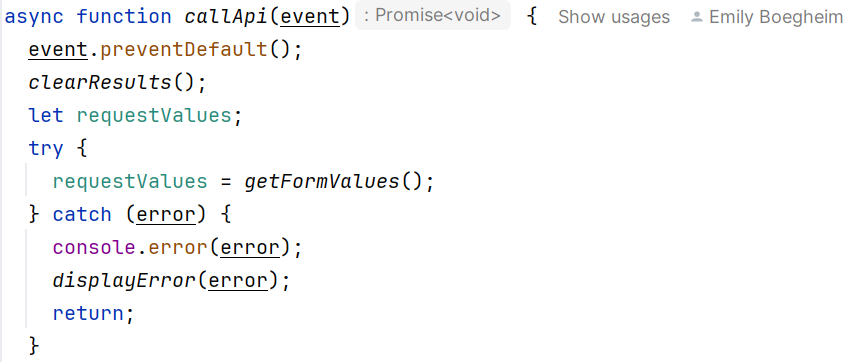 async function callApi(event) : Promise<void> { Show usages Emily Boegheim
event.preventDefault();
clearResults();
let requestValues;
try {
requestValues = getFormValues();
} catch (error) {
console.error(error);
displayError(error);
return;
}